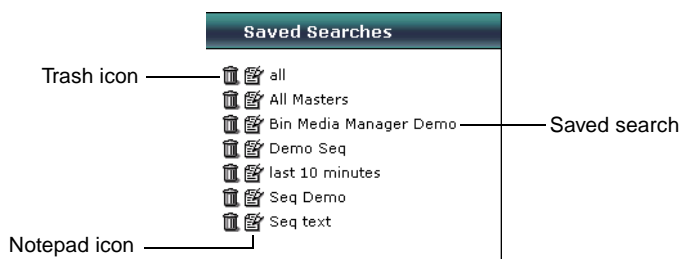 Saved Searches
Trash icon
all
All Masters
Bin Media Manager Demo
Saved search
Demo Seq
last 10 minutes
Seq Demo
Seq text
Notepad icon